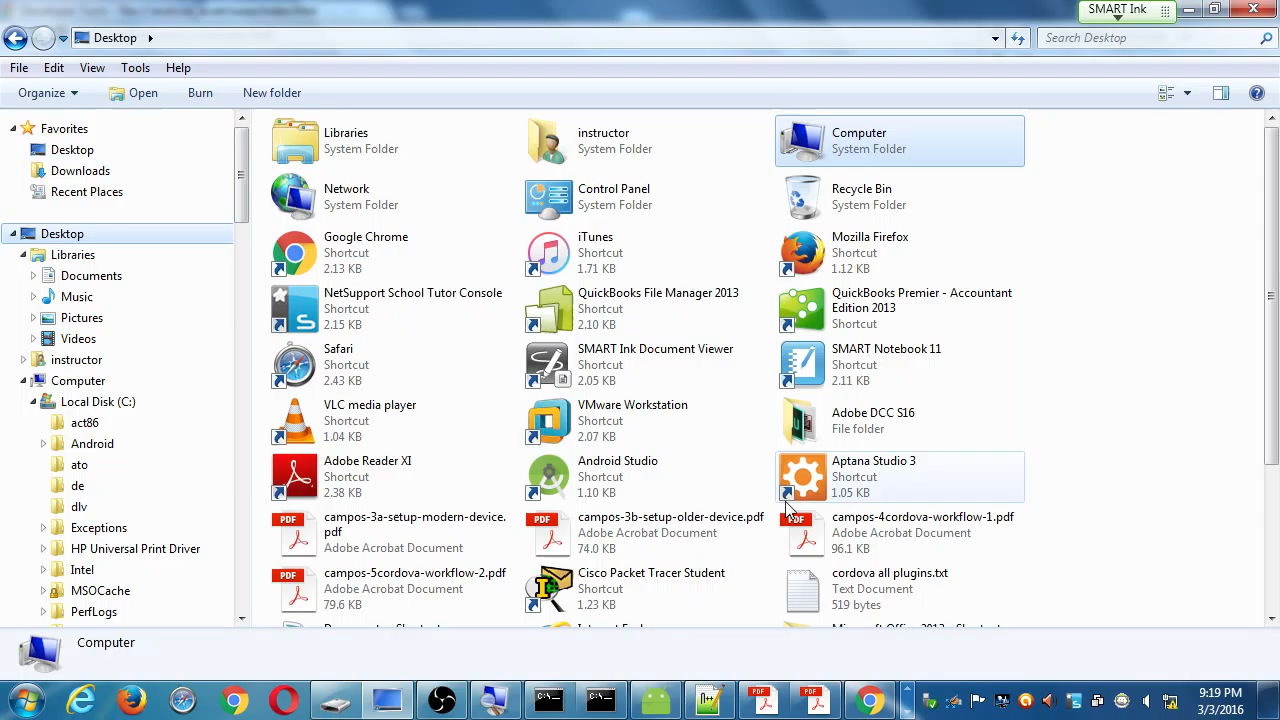 SMART Ink
Desktop
Search Desktop
File Edit View Tools Help
Organize Open Burn New folder
Favorites
Desktop
Downloads
Recent Places
Desktop
Libraries
Documents
Music
Pictures
Videos
instructor
Computer
Local Disk (C:)
act86
Android
ato
de
dlv
Exceptions
HP Universal Print Driver
Intel
MSOCache
PerfLogs
Libraries
System Folder
instructor
System Folder
Computer
System Folder
Network
System Folder
Control Panel
System Folder
Recycle Bin
System Folder
Google Chrome
Shortcut
2.13 KB
iTunes
Shortcut
1.71 KB
Mozilla Firefox
Shortcut
1.12 KB
NetSupport School Tutor Console
Shortcut
2.15 KB
QuickBooks File Manager 2013
Shortcut
2.10 KB
QuickBooks Premier - Accountant
Edition 2013
Shortcut
Safari
Shortcut
2.43 KB
SMART Ink Document Viewer
Shortcut
2.05 KB
SMART Notebook 11
Shortcut
2.11 KB
VLC media player
Shortcut
1.04 KB
VMware Workstation
Shortcut
2.07 KB
Adobe DCC S16
File folder
Adobe Reader XI
Shortcut
2.38 KB
Android Studio
Shortcut
1.10 KB
Aptana Studio 3
Shortcut
1.05 KB
PDF
campos-3a-setup-modern-device.
pdf
Adobe Acrobat Document
PDF
campos-3b-setup-older-device.pdf
Adobe Acrobat Document
74.0 KB
PDF
campos-4cordova-workflow-1.pdf
Adobe Acrobat Document
96.1 KB
PDF
campos-5cordova-workflow-2.pdf
Adobe Acrobat Document
79.6 KB
Cisco Packet Tracer Student
Shortcut
1.23 KB
cordova all plugins.txt
Text Document
519 bytes
Computer
C:\
C:\
PDF
PDF
9:19 PM
3/3/2016